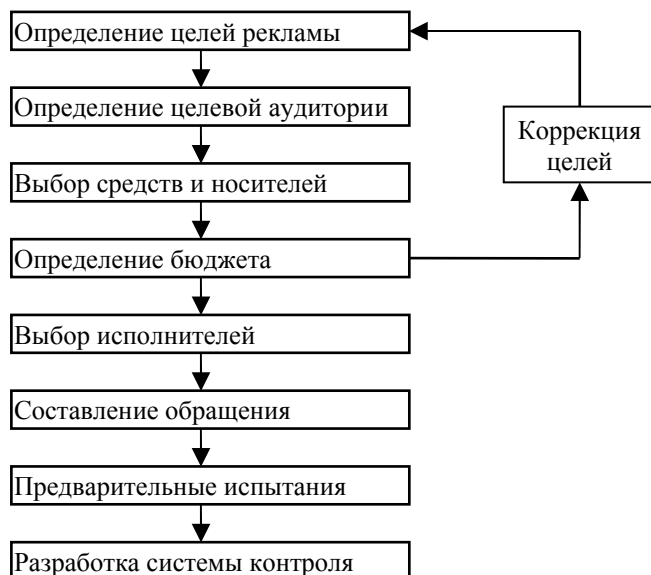 Определение целей рекламы
Определение целевой аудитории
Коррекция
целей
Выбор средств и носителей
Определение бюджета
Выбор исполнителей
Составление обращения
Предварительные испытания
Разработка системы контроля